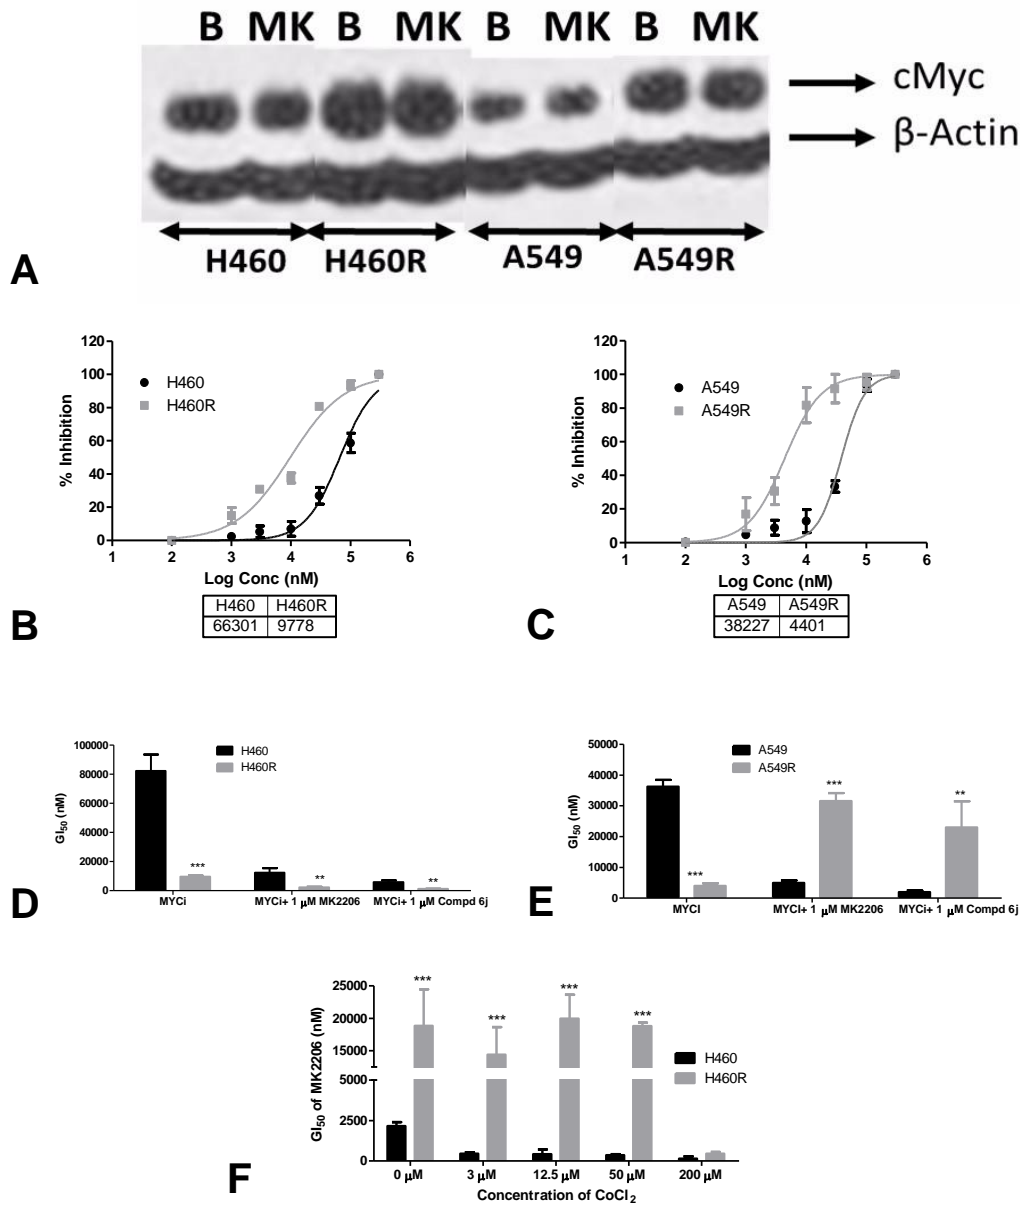 B MK B MK B MK B MK
cMyc
β-Actin
H460 H460R A549 A549R
A
120
100
80
60
40
20
0
% Inhibition
H460
H460R
1 2 3 4 5 6
Log Conc (nM)
H460 H460R
66301 9778
B
120
100
80
60
40
20
0
% Inhibition
A549
A549R
1 2 3 4 5 6
Log Conc (nM)
A549 A549R
38227 4401
C
100000
80000
60000
40000
20000
0
GI50 (nM)
H460
H460R
*** ** **
MYCi MYCi+ 1 μM MK2206 MYCi+ 1 μM Compd 6j
D
50000
40000
30000
20000
10000
0
GI50 (nM)
A549
A549R
*** *** **
MYCI MYCI+ 1 μM MK2206 MYCi+ 1 μM Compd 6j
E
25000
20000
15000
5000
2500
0
GI50 of MK2206 (nM)
*** *** *** ***
H460
H460R
0 μM 3 μM 12.5 μM 50 μM 200 μM
Concentration of CoCl2
F